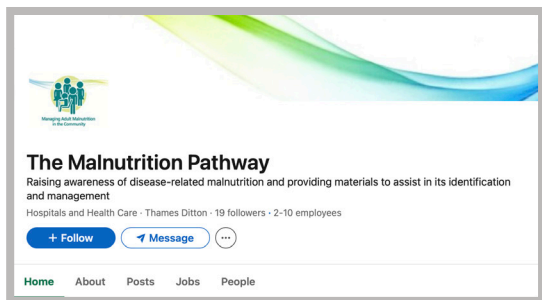 Managing Adult Malnutrition
in the Community
The Malnutrition Pathway
Raising awareness of disease-related malnutrition and providing materials to assist in its identification
and management
Hospitals and Health Care · Thames Ditton · 19 followers · 2-10 employees
+ Follow
Message
Home About Posts Jobs People